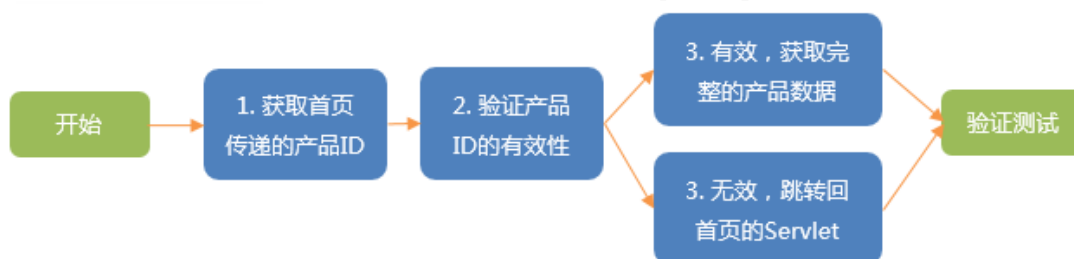 开始
1. 获取首页
传递的产品ID
2. 验证产品
ID的有效性
3. 有效，获取完
整的产品数据
3. 无效，跳转回
首页的Servlet
验证测试